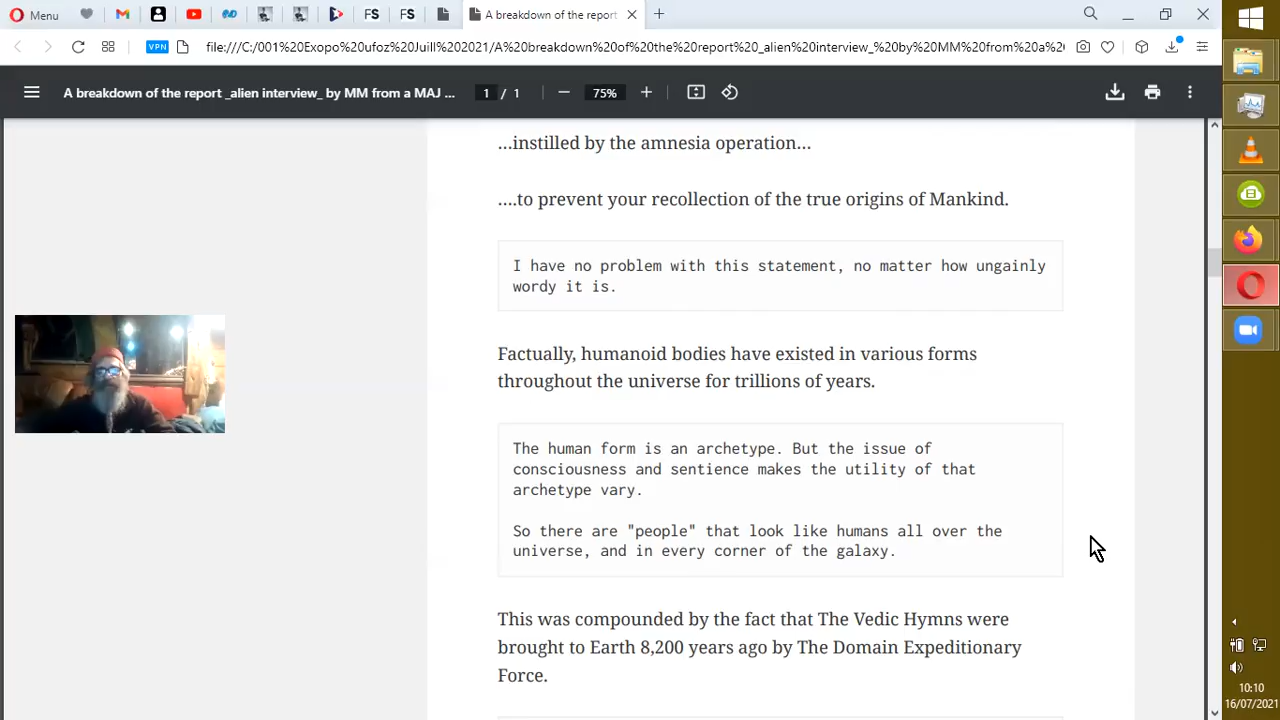 Menu
FS
FS
A breakdown of the report
VPN
file:///C:/001%20Exopo%20ufoz%20Juill%202021/A%20breakdown%20of%20the%20report%20_alien%20interview_%20by%20MM%20from%20a%20
A breakdown of the report _alien interview_ by MM from a MAJ ...
1 / 1
75%
…instilled by the amnesia operation…
….to prevent your recollection of the true origins of Mankind.
I have no problem with this statement, no matter how ungainly
wordy it is.
Factually, humanoid bodies have existed in various forms
throughout the universe for trillions of years.
The human form is an archetype. But the issue of
consciousness and sentience makes the utility of that
archetype vary.
So there are "people" that look like humans all over the
universe, and in every corner of the galaxy.
This was compounded by the fact that The Vedic Hymns were
brought to Earth 8,200 years ago by The Domain Expeditionary
Force.
10:10
16/07/2021